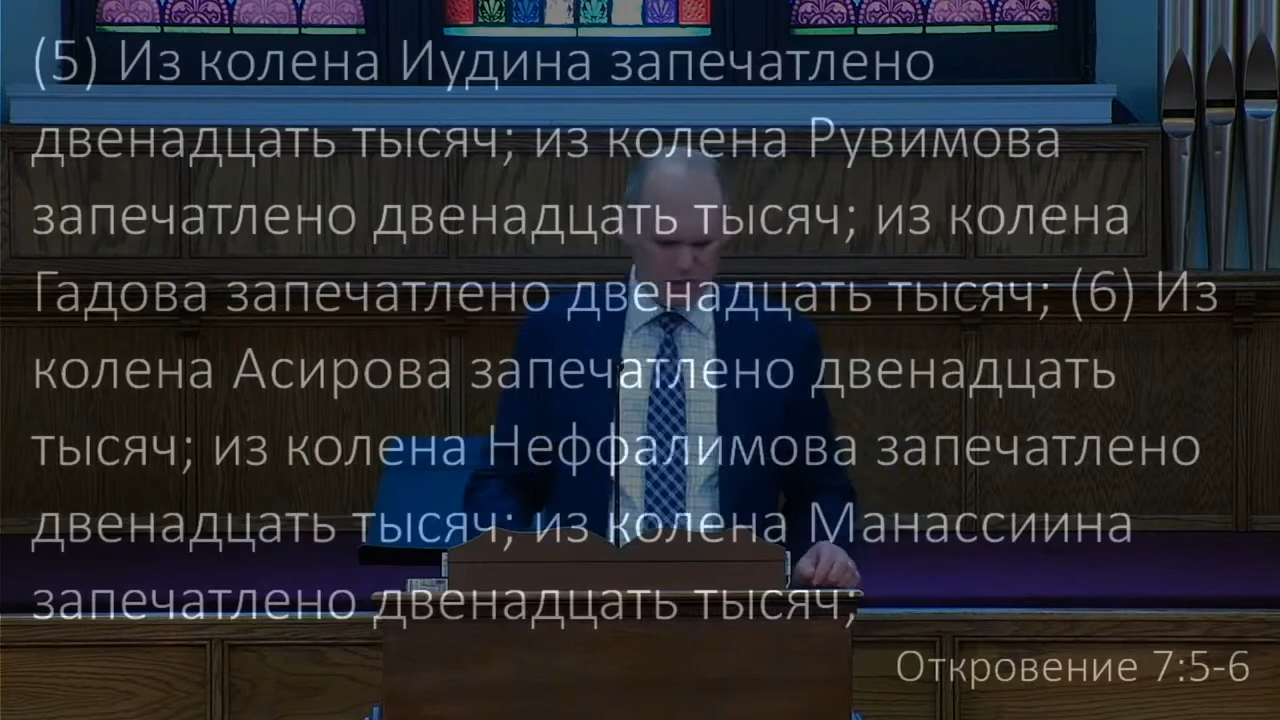 (5) Из колена Иудина запечатлено
двенадцать тысяч; из колена Рувимова
запечатлено двенадцать тысяч; из колена
Гадова запечатлено двенадцать тысяч; (6) Из
колена Асирова запечатлено двенадцать
тысяч; из колена Неффалимова запечатлено
двенадцать тысяч; из колена Манассиина
запечатлено двенадцать тысяч;
Откровение 7:5-6